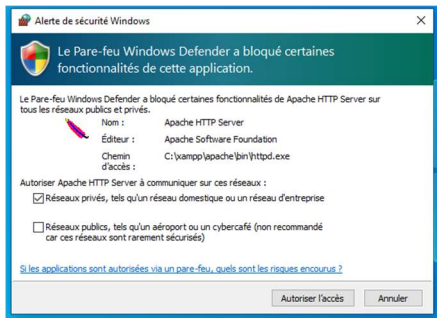 Alerte de sécurité Windows
Le Pare-feu Windows Defender a bloqué certaines
fonctionnalités de cette application.
Le Pare-feu Windows Defender a bloqué certaines fonctionnalités de Apache HTTP Server sur
tous les réseaux publics et privés.
Nom : Apache HTTP Server
Éditeur : Apache Software Foundation
Chemin d'accès : C:\xampp\apache\bin\httpd.exe
Autoriser Apache HTTP Server à communiquer sur ces réseaux :
Réseaux privés, tels qu'un réseau domestique ou un réseau d'entreprise
Réseaux publics, tels qu'un aéroport ou un cybercafé (non recommandé
car ces réseaux sont rarement sécurisés)
Si les applications sont autorisées via un pare-feu, quels sont les risques encourus ?
Autoriser l'accès Annuler